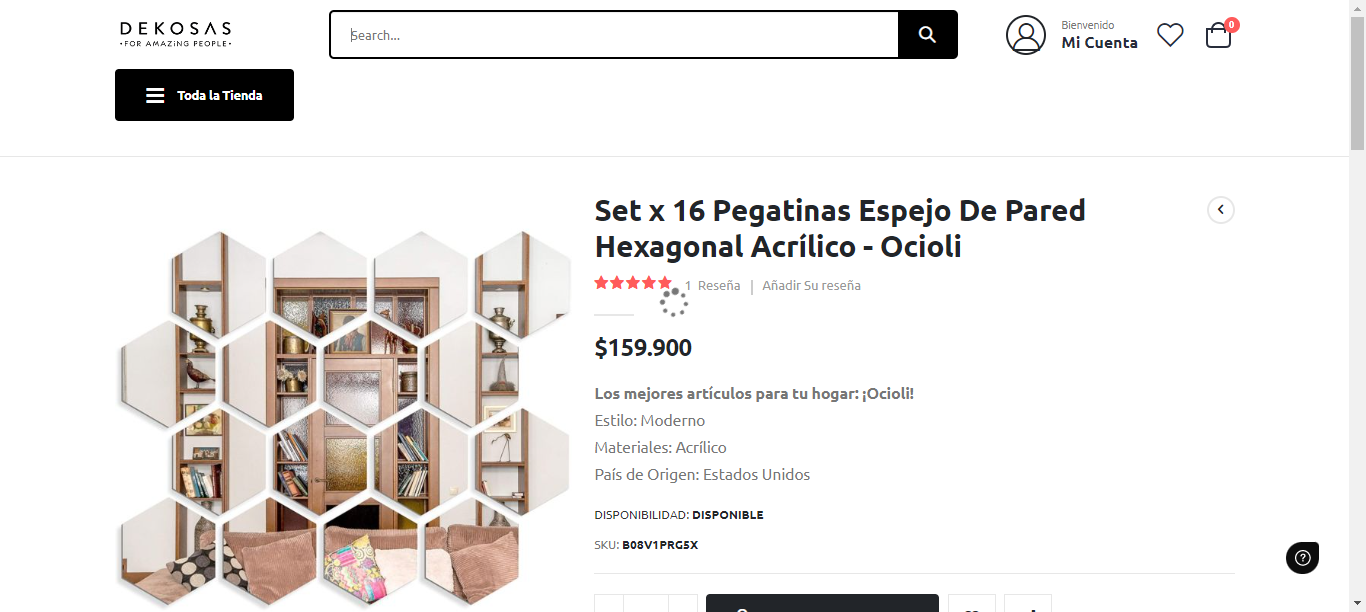 DEKOSAS
•FOR AMAZING PEOPLE•
Search...
Bienvenido
Mi Cuenta
0
Toda la Tienda
Set x 16 Pegatinas Espejo De Pared
Hexagonal Acrílico - Ocioli
1 Reseña | Añadir Su reseña
$159.900
Los mejores artículos para tu hogar: ¡Ocioli!
Estilo: Moderno
Materiales: Acrílico
País de Origen: Estados Unidos
DISPONIBILIDAD: DISPONIBLE
SKU: B08V1PRG5X